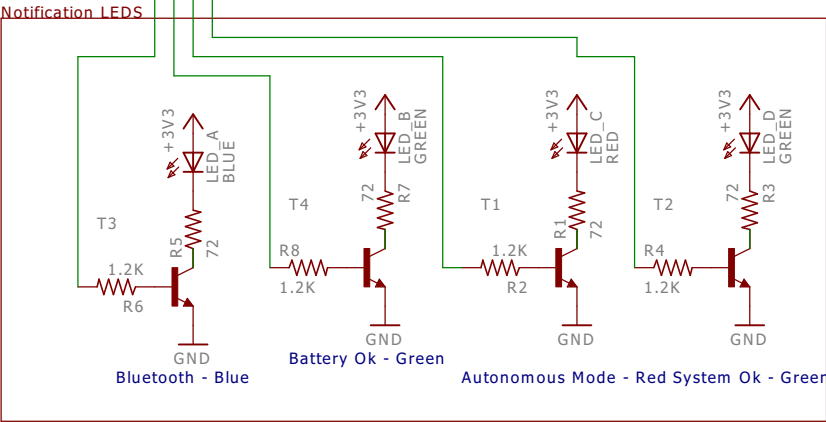 Notification LEDS
+3V3
LED_A
BLUE
T3
R5
72
1.2K
R6
GND
Bluetooth - Blue
+3V3
LED_B
GREEN
T4
72
R7
R8
1.2K
GND
Battery Ok - Green
+3V3
LED_C
RED
T1
R1
72
1.2K
R2
GND
Autonomous Mode - Red
+3V3
LED_D
GREEN
T2
72
R3
R4
1.2K
GND
System Ok - Green